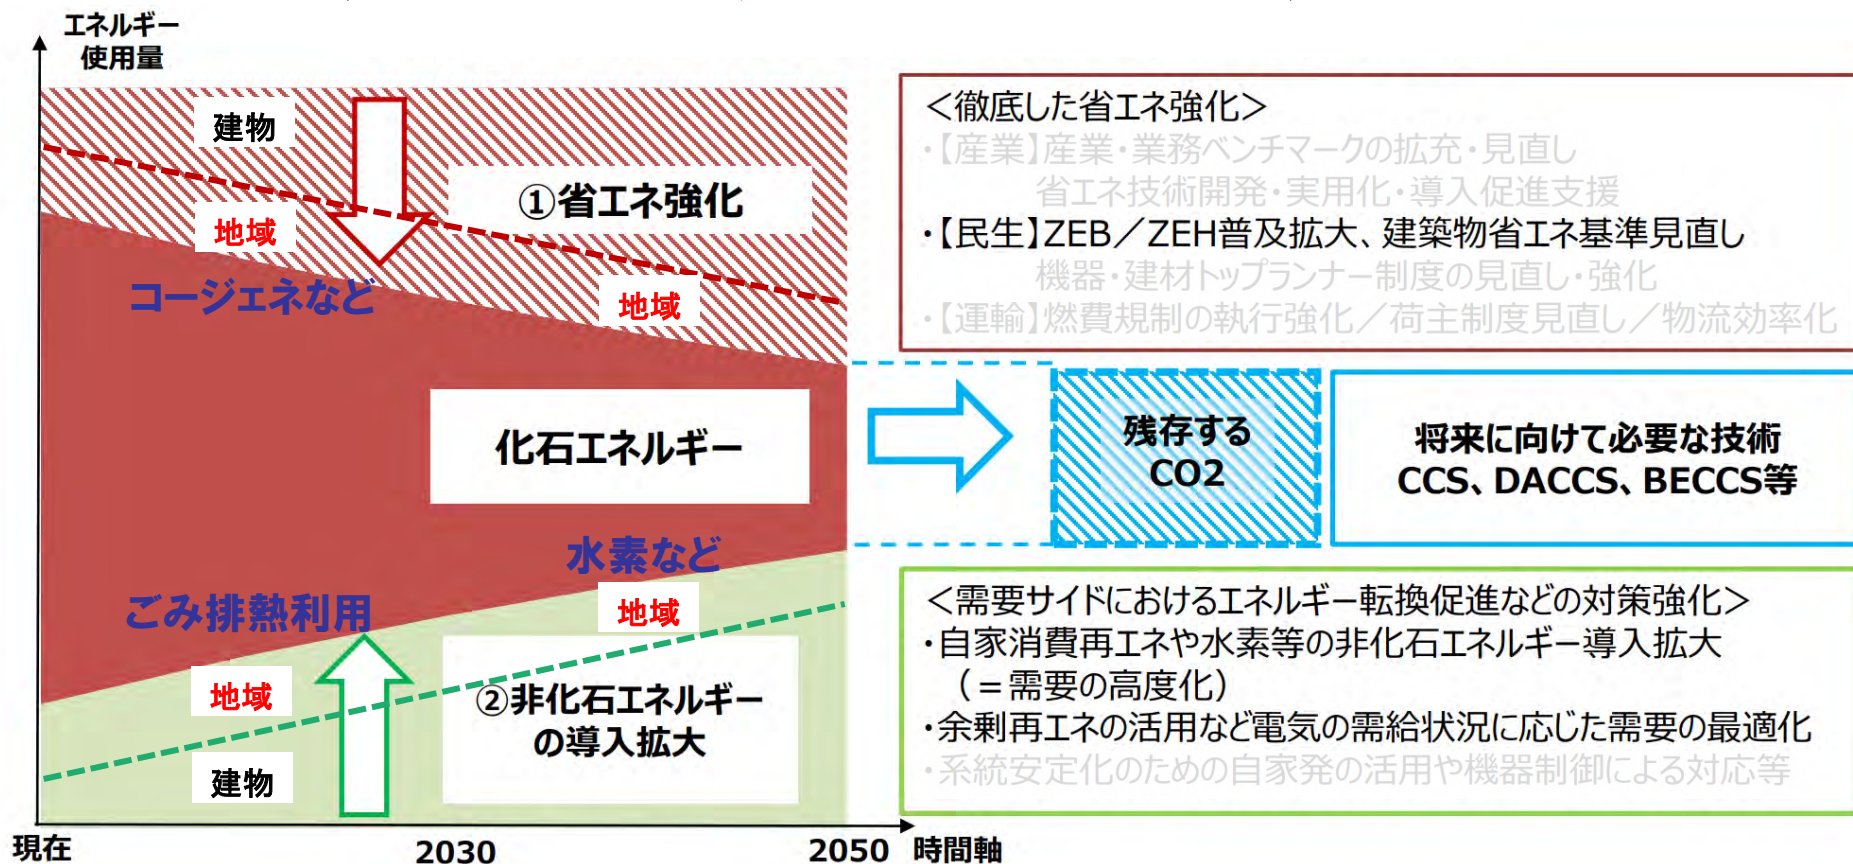 エネルギー
使用量
建物
①省エネ強化
地域
コージェネなど
地域
化石エネルギー
水素など
地域
ごみ排熱利用
地域
②非化石エネルギー
の導入拡大
建物
現在
2030
2050
時間軸
＜徹底した省エネ強化＞
・【産業】産業・業務ベンチマークの拡充・見直し
省エネ技術開発・実用化・導入促進支援
・【民生】ZEB／ZEH普及拡大、建築物省エネ基準見直し
機器・建材トップランナー制度の見直し・強化
・【運輸】燃費規制の執行強化／荷主制度見直し／物流効率化
残存する
CO2
将来に向けて必要な技術
CCS、DACCS、BECCS等
＜需要サイドにおけるエネルギー転換促進などの対策強化＞
・自家消費再エネや水素等の非化石エネルギー導入拡大
（＝需要の高度化）
・余剰再エネの活用など電気の需給状況に応じた需要の最適化
・系統安定化のための自家発の活用や機器制御による対応等